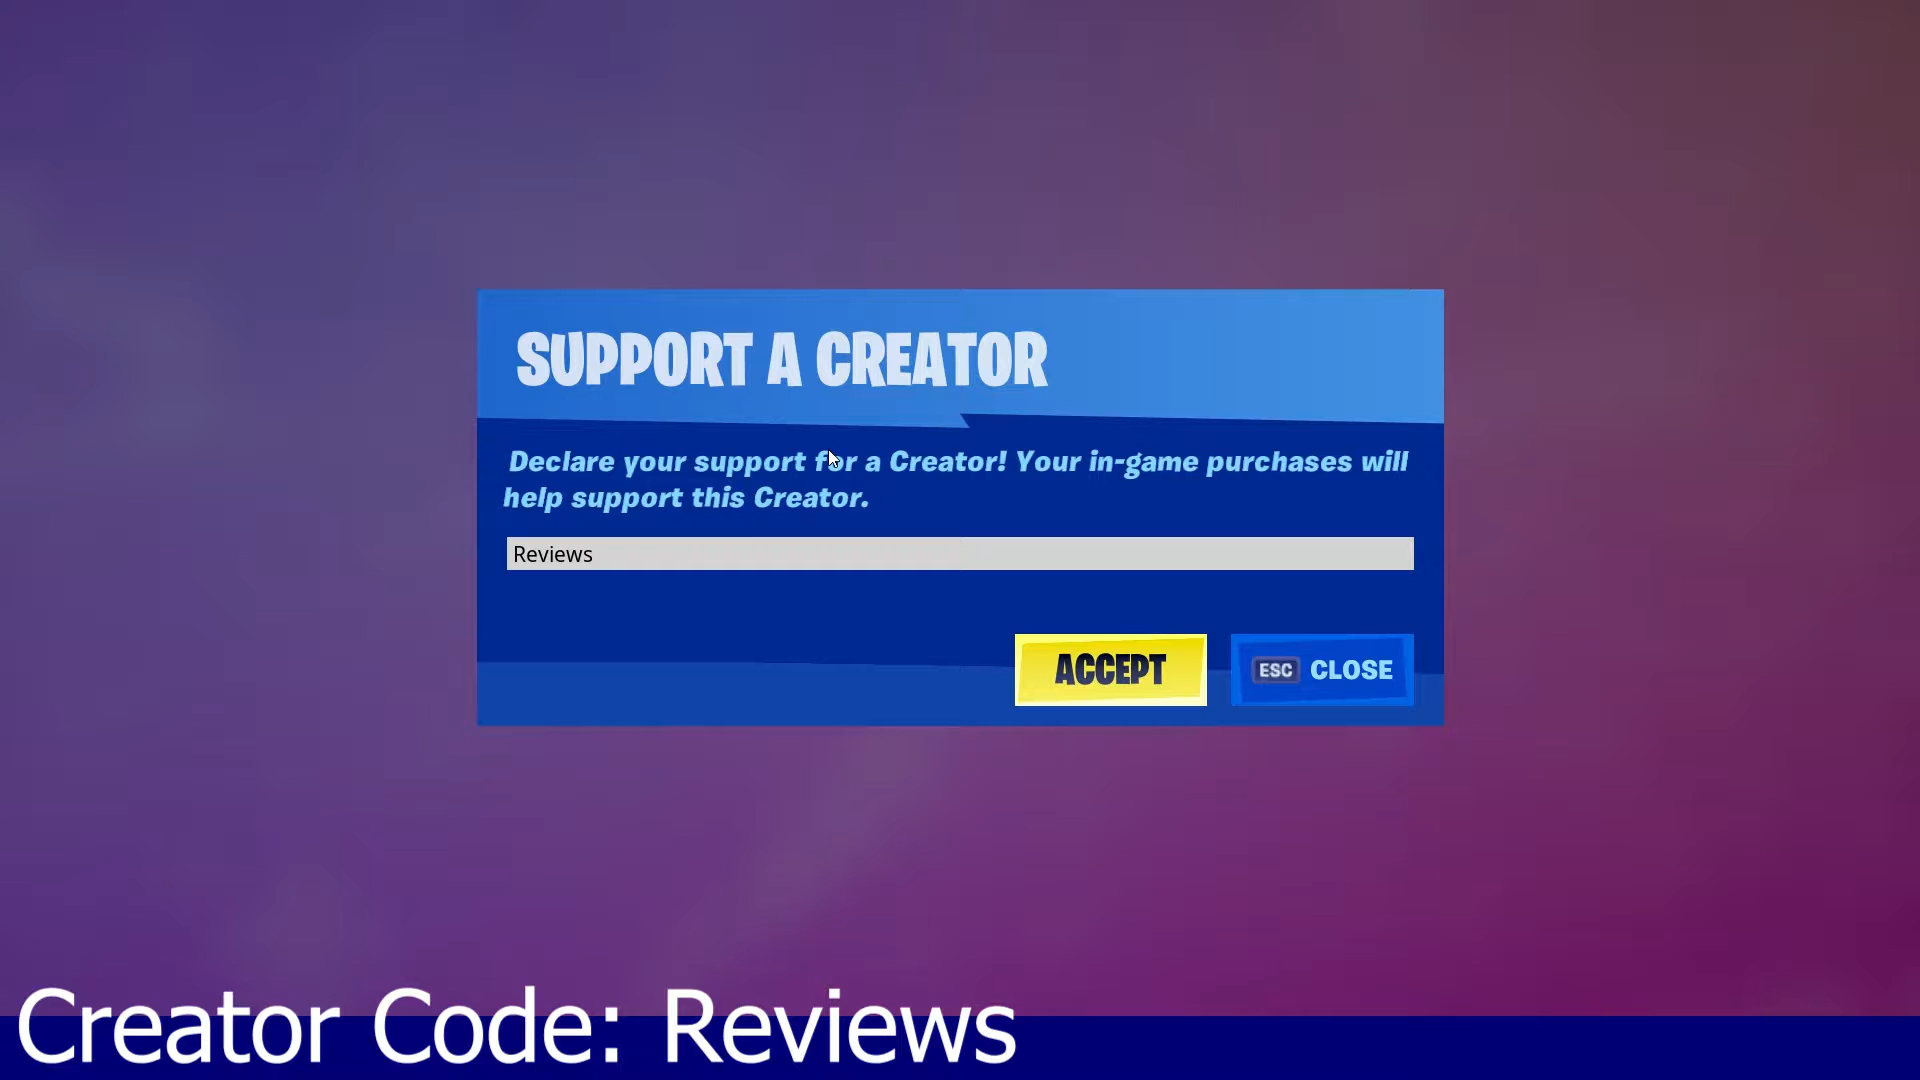 SUPPORT A CREATOR
Declare your support for a Creator! Your in-game purchases will
help support this Creator.
Reviews
ACCEPT
ESC CLOSE
Creator Code: Reviews